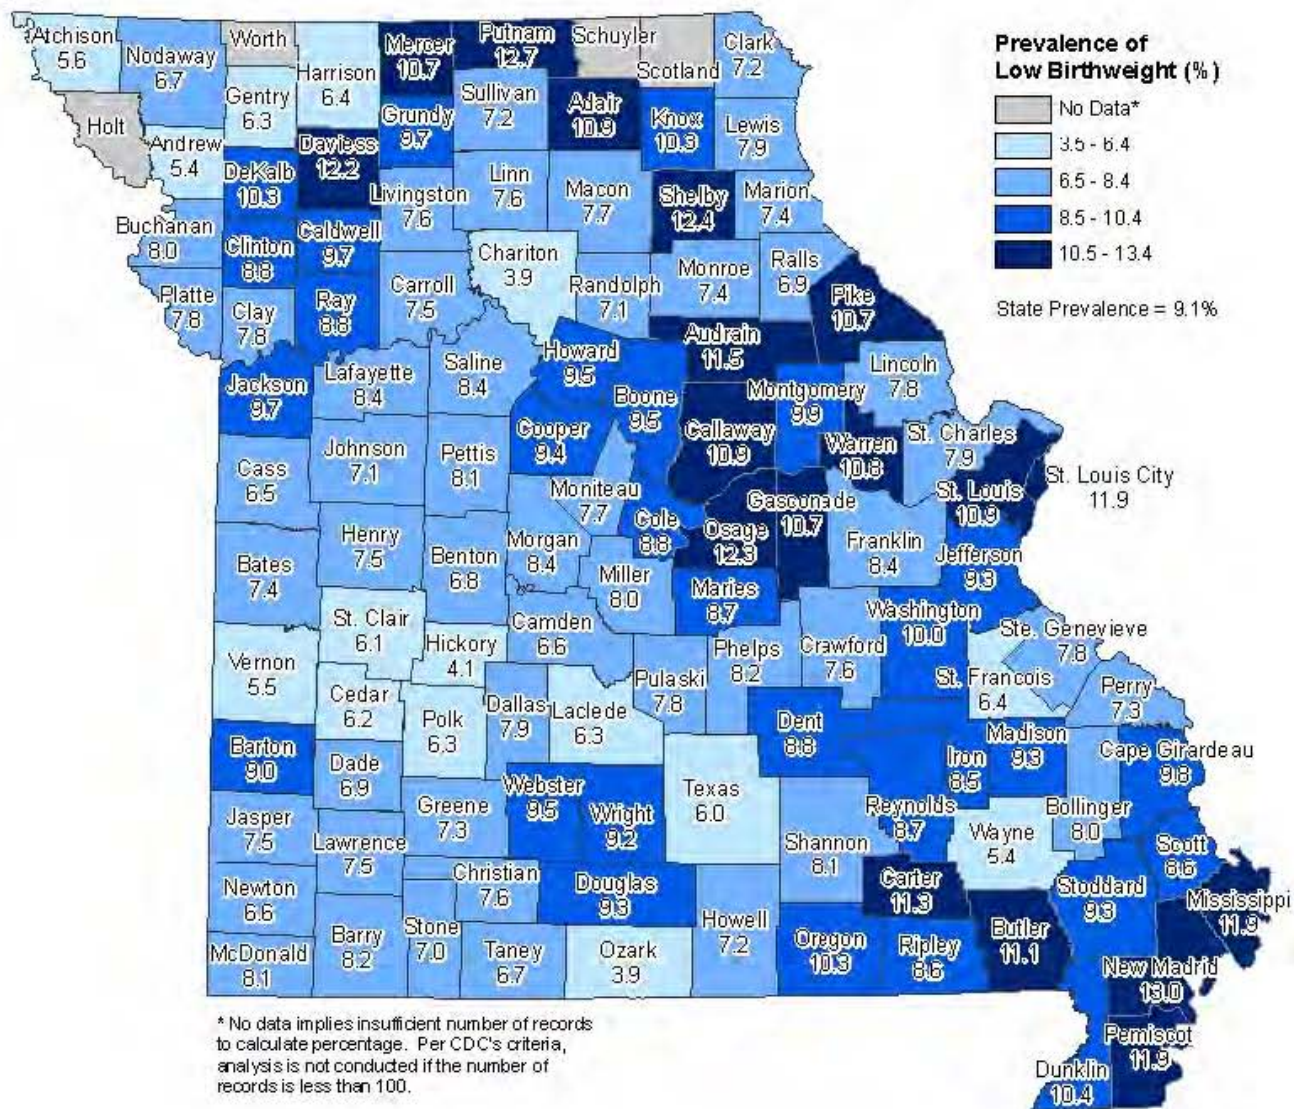 Atchison
5.6
Nodaway
6.7
Worth
Harrison
6.4
Mercer
10.7
Putnam
12.7
Schuyler
Scotland
Clark
7.2
Prevalence of
Low Birthweight (%)
No Data*
3.5 - 6.4
6.5 - 8.4
8.5 - 10.4
10.5 - 13.4
State Prevalence = 9.1%
Holt
Gentry
6.3
Andrew
5.4
DeKalb
10.3
Daviess
12.2
Grundy
9.7
Sullivan
7.2
Adair
10.9
Knox
10.3
Lewis
7.9
Buchanan
8.0
Clinton
8.8
Caldwell
9.7
Livingston
7.6
Linn
7.6
Macon
7.7
Shelby
12.4
Marion
7.4
Platte
7.8
Clay
7.8
Ray
8.8
Carroll
7.5
Chariton
3.9
Randolph
7.1
Monroe
7.4
Ralls
6.9
Pike
10.7
Jackson
9.7
Lafayette
8.4
Saline
8.4
Howard
9.5
Boone
9.5
Audrain
11.5
Montgomery
9.9
Lincoln
7.8
Cass
6.5
Johnson
7.1
Pettis
8.1
Cooper
9.4
Moniteau
7.7
Callaway
10.9
Warren
10.8
St. Charles
7.9
St. Louis
10.9
St. Louis City
11.9
Bates
7.4
Henry
7.5
Benton
6.8
Morgan
8.4
Cole
8.8
Osage
12.3
Gasconade
10.7
Franklin
8.4
Jefferson
9.3
Miller
8.0
Maries
8.7
Vernon
5.5
St. Clair
6.1
Hickory
4.1
Camden
6.6
Pulaski
7.8
Phelps
8.2
Crawford
7.6
Washington
10.0
Ste. Genevieve
7.8
St. Francois
6.4
Perry
7.3
Cedar
6.2
Polk
6.3
Dallas
7.9
Laclede
6.3
Dent
8.8
Iron
8.5
Madison
9.3
Cape Girardeau
9.8
Barton
9.0
Dade
6.9
Greene
7.3
Webster
9.5
Wright
9.2
Texas
6.0
Shannon
8.1
Reynolds
8.7
Wayne
5.4
Bollinger
8.0
Scott
8.6
Jasper
7.5
Lawrence
7.5
Christian
7.6
Douglas
9.3
Howell
7.2
Carter
11.3
Butler
11.1
Stoddard
9.3
Mississippi
11.9
Newton
6.6
McDonald
8.1
Barry
8.2
Stone
7.0
Taney
6.7
Ozark
3.9
Oregon
10.3
Ripley
8.6
New Madrid
13.0
Pemiscot
11.9
Dunklin
10.4
* No data implies insufficient number of records
to calculate percentage. Per CDC's criteria,
analysis is not conducted if the number of
records is less than 100.